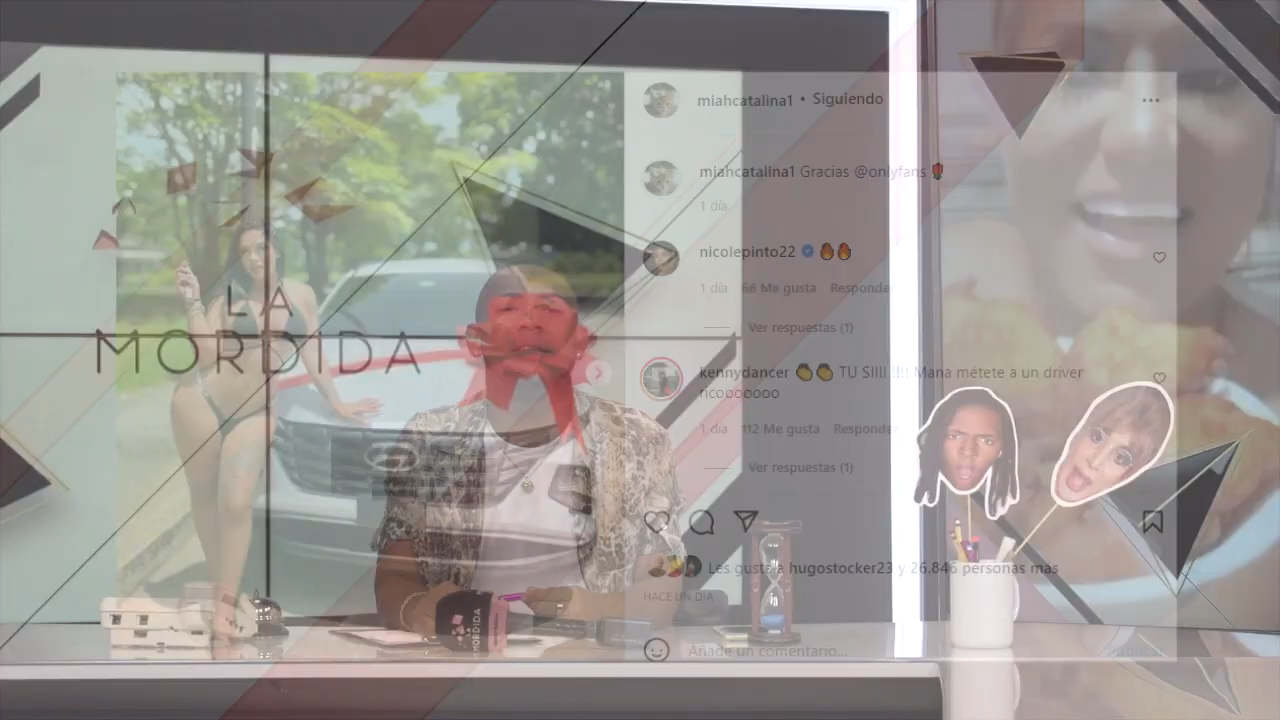 LA
MORDIDA
miahcatalina1 • Siguiendo
miahcatalina1 Gracias @onlyfans 🌹
1 día
nicolepinto22 🔥🔥
1 día 66 Me gusta Responder
Ver respuestas (1)
kennydancer 👏👏 TU SIIII !!!! Mana métete a un driver
ricooooooo
1 día 112 Me gusta Responder
Ver respuestas (1)
Les gusta a hugostocker23 y 26.846 personas más
HACE UN DÍA
Añade un comentario...
LA MORDIDA